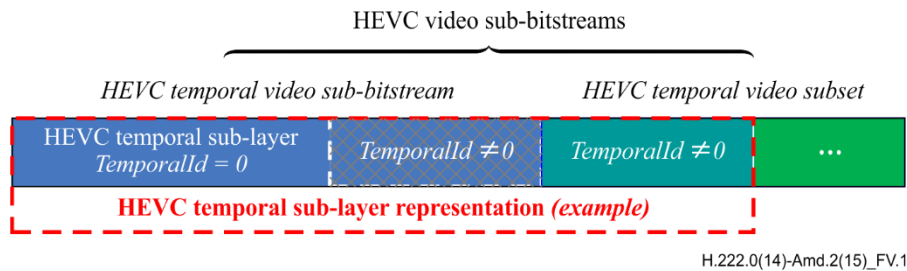 HEVC video sub-bitstreams
HEVC temporal video sub-bitstream HEVC temporal video subset
HEVC temporal sub-layer
TemporalId = 0
TemporalId ≠0
TemporalId ≠0
...
HEVC temporal sub-layer representation (example)
H.222.0(14)-Amd.2(15)_FV.1